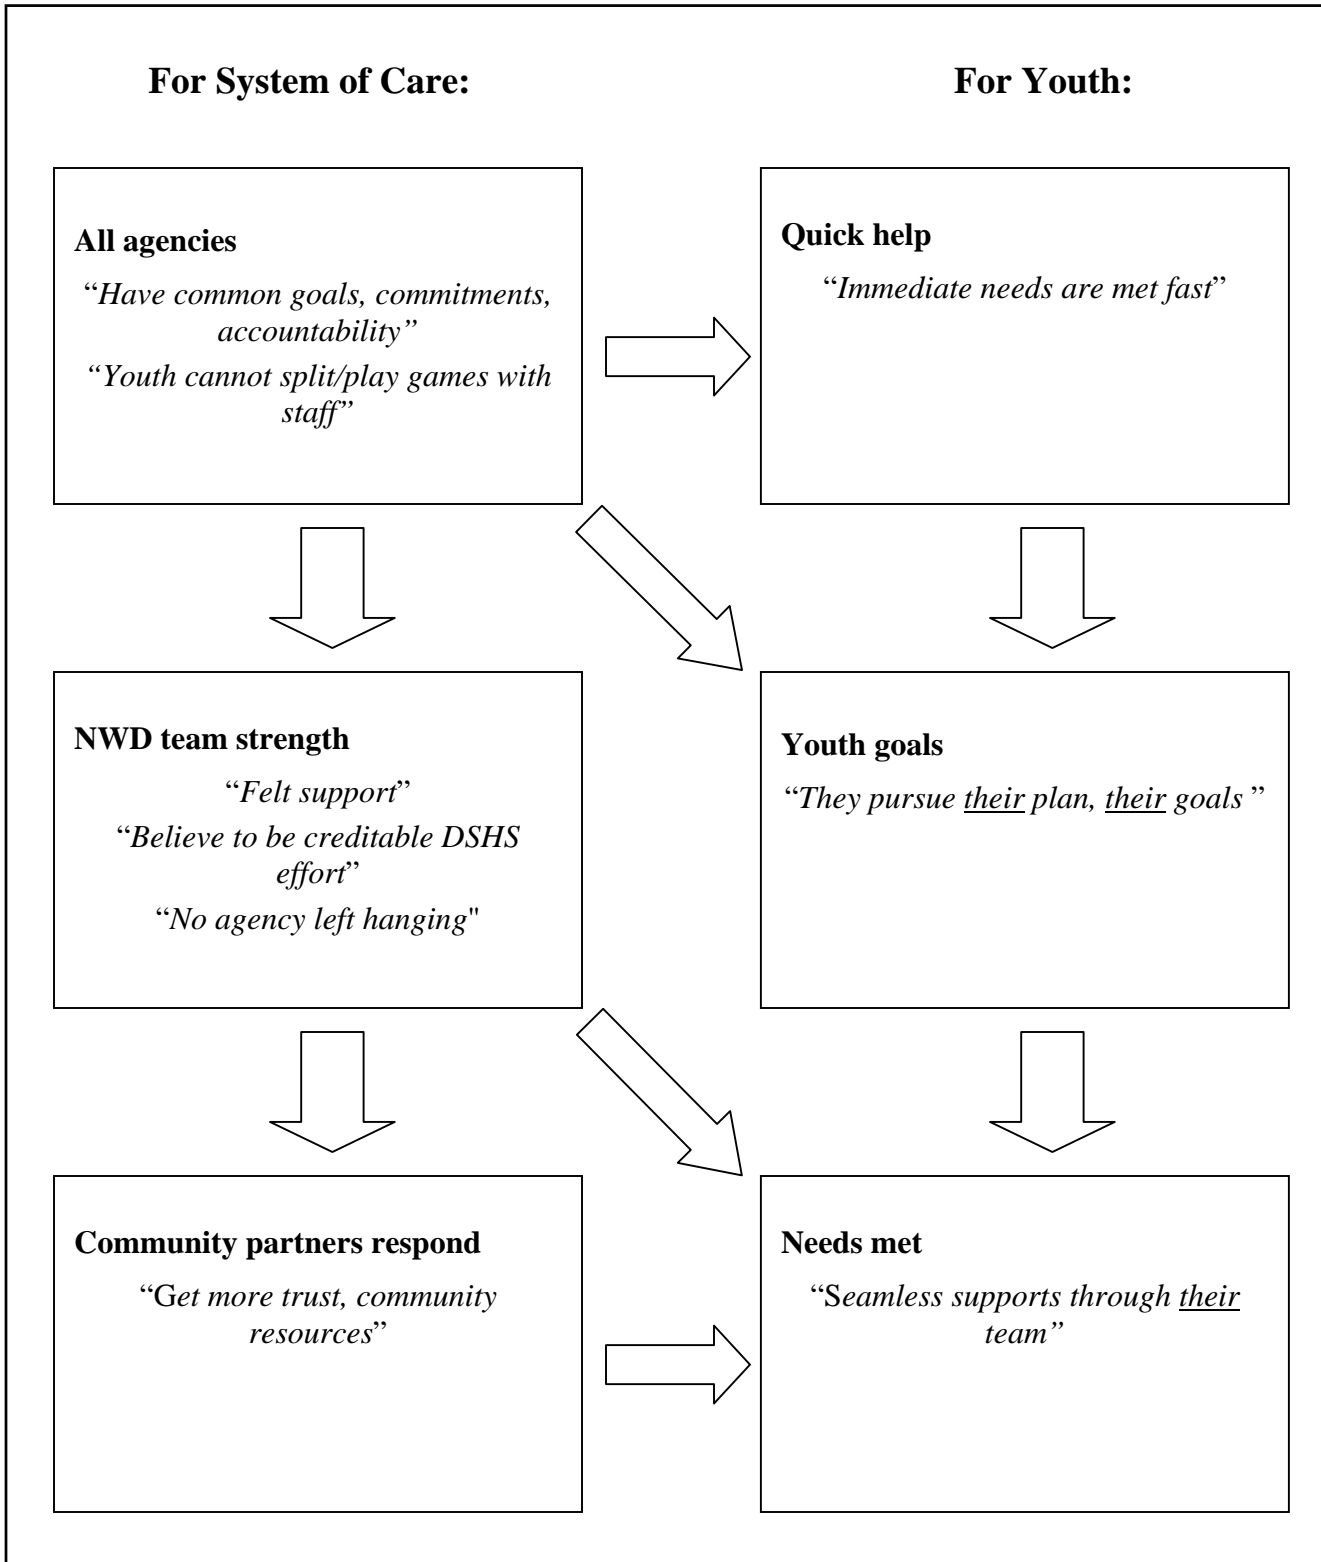 For System of Care:
For Youth:
All agencies
“Have common goals, commitments,
accountability”
“Youth cannot split/play games with
staff”
Quick help
“Immediate needs are met fast”
NWD team strength
“Felt support”
“Believe to be creditable DSHS
effort”
“No agency left hanging"
Youth goals
“They pursue their plan, their goals ”
Community partners respond
“Get more trust, community
resources”
Needs met
“Seamless supports through their
team”